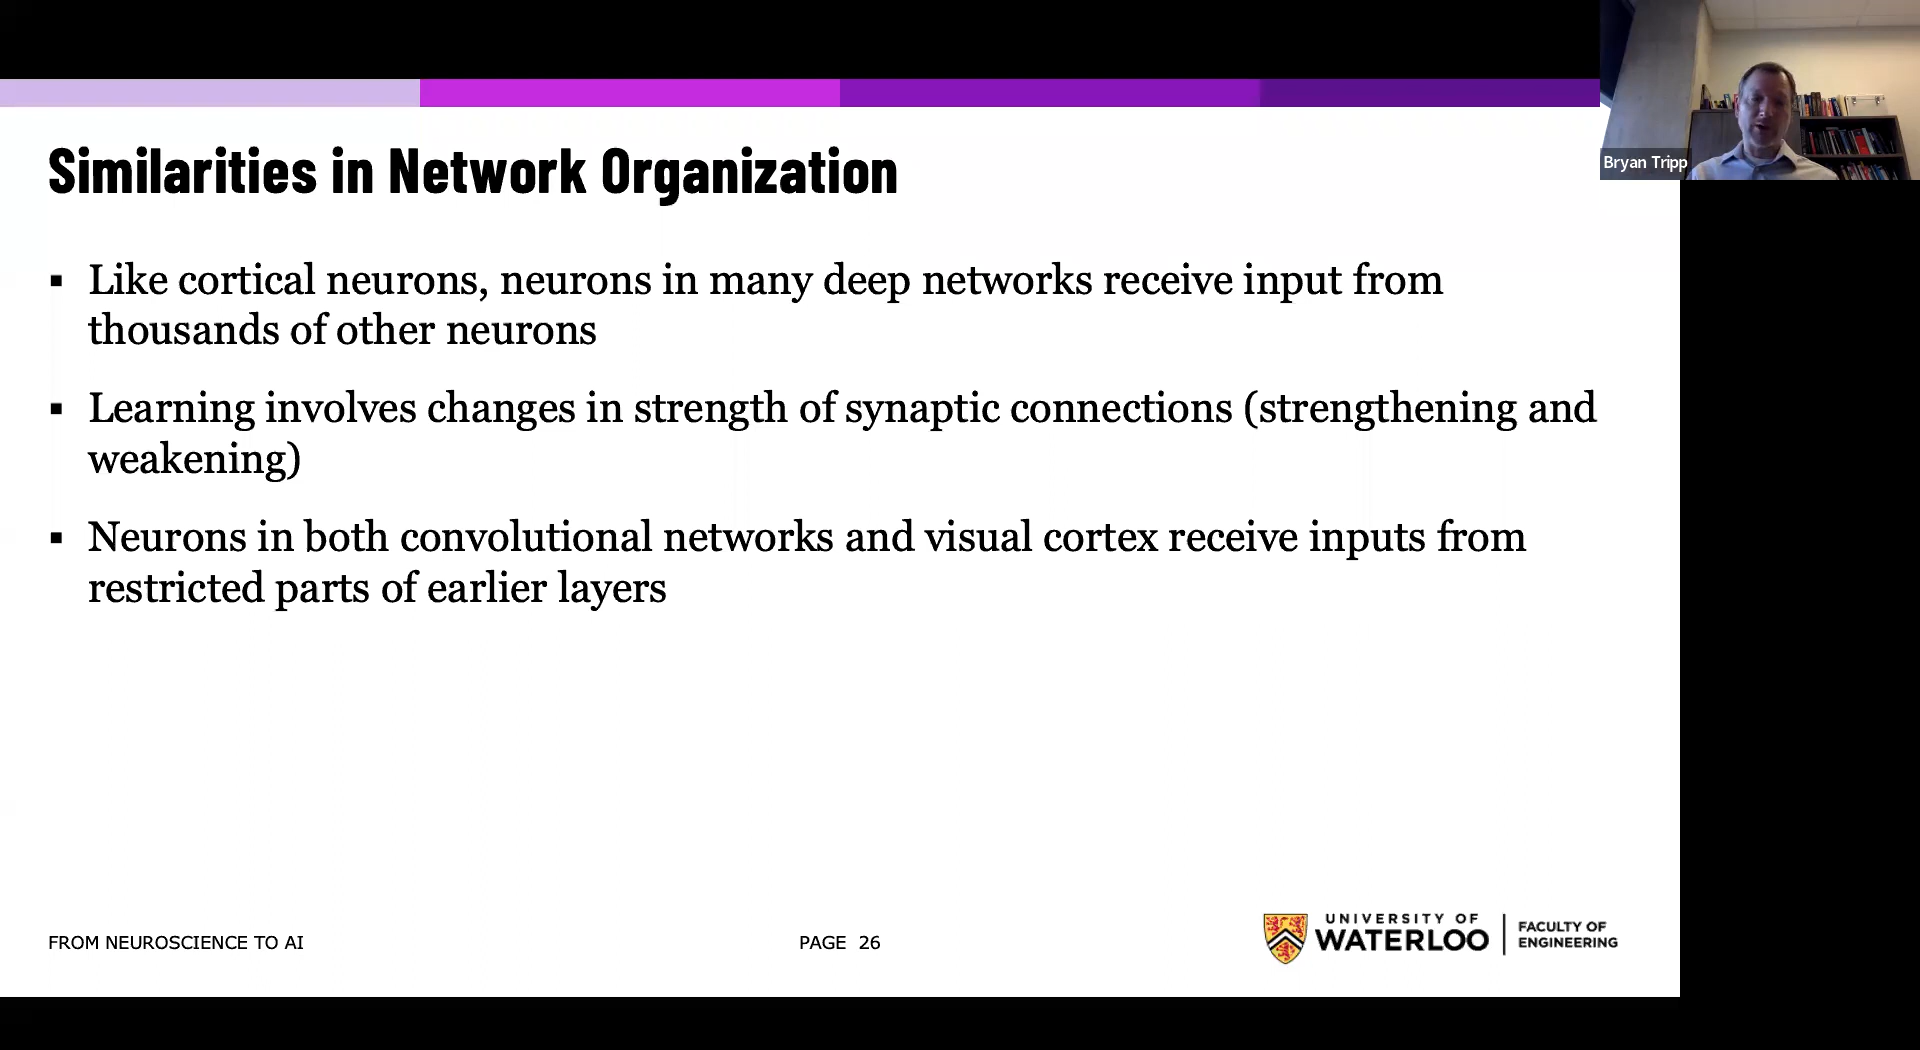 Bryan Tripp
Similarities in Network Organization
▪ Like cortical neurons, neurons in many deep networks receive input from
thousands of other neurons
▪ Learning involves changes in strength of synaptic connections (strengthening and
weakening)
▪ Neurons in both convolutional networks and visual cortex receive inputs from
restricted parts of earlier layers
FROM NEUROSCIENCE TO AI
PAGE 26
UNIVERSITY OF
WATERLOO
FACULTY OF
ENGINEERING